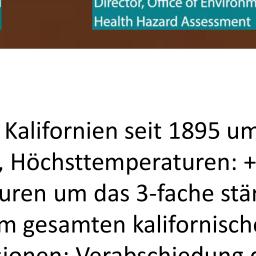 Director, Office of Environm
Health Hazard Assessment
Kalifornien seit 1895 um
, Höchsttemperaturen: +
uren um das 3-fache stär
m gesamten kalifornische
ionen: Verabschiedung